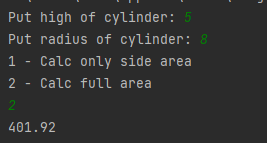 Put high of cylinder: 5
Put radius of cylinder: 8
1 - Calc only side area
2 - Calc full area
2
401.92